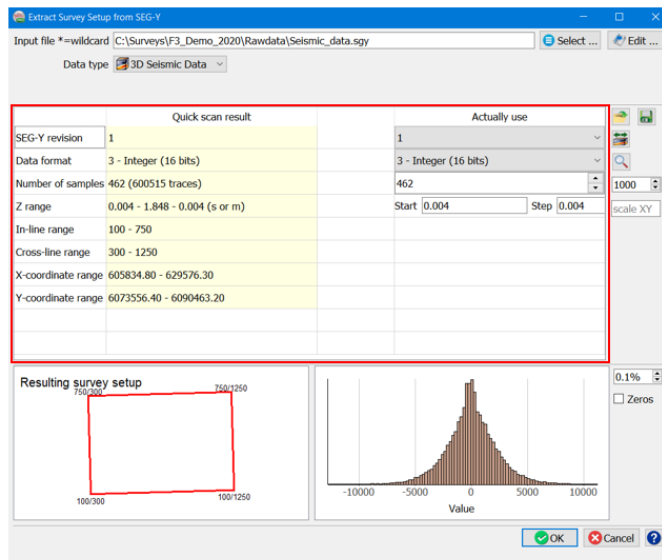 Extract Survey Setup from SEG-Y
Input file *=wildcard C:\Surveys\F3_Demo_2020\Rawdata\Seismic_data.sgy Select ... Edit ...
Data type 3D Seismic Data
Quick scan result Actually use
SEG-Y revision 1 1
Data format 3 - Integer (16 bits) 3 - Integer (16 bits)
Number of samples 462 (600515 traces) 462 1000
Z range 0.004 - 1.848 - 0.004 (s or m) Start 0.004 Step 0.004 scale XY
In-line range 100 - 750
Cross-line range 300 - 1250
X-coordinate range 605834.80 - 629576.30
Y-coordinate range 6073556.40 - 6090463.20
Resulting survey setup 0.1%
750/300 750/1250
Zeros
100/300 100/1250
-10000 -5000 0 5000 10000
Value
OK Cancel ?